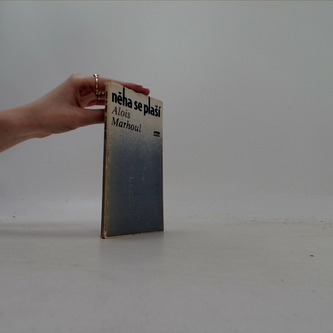 něha se plaší
Alois
Marhoul